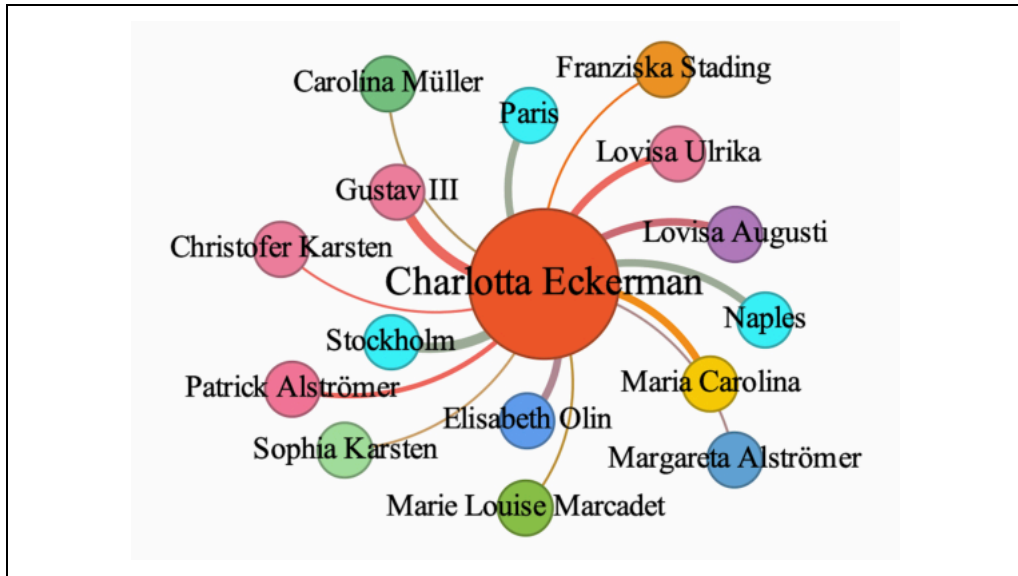 Carolina Müller
Franziska Stading
Paris
Lovisa Ulrika
Gustav III
Lovisa Augusti
Christofer Karsten
Charlotta Eckerman
Naples
Stockholm
Maria Carolina
Patrick Alströmer
Elisabeth Olin
Sophia Karsten
Margareta Alströmer
Marie Louise Marcadet